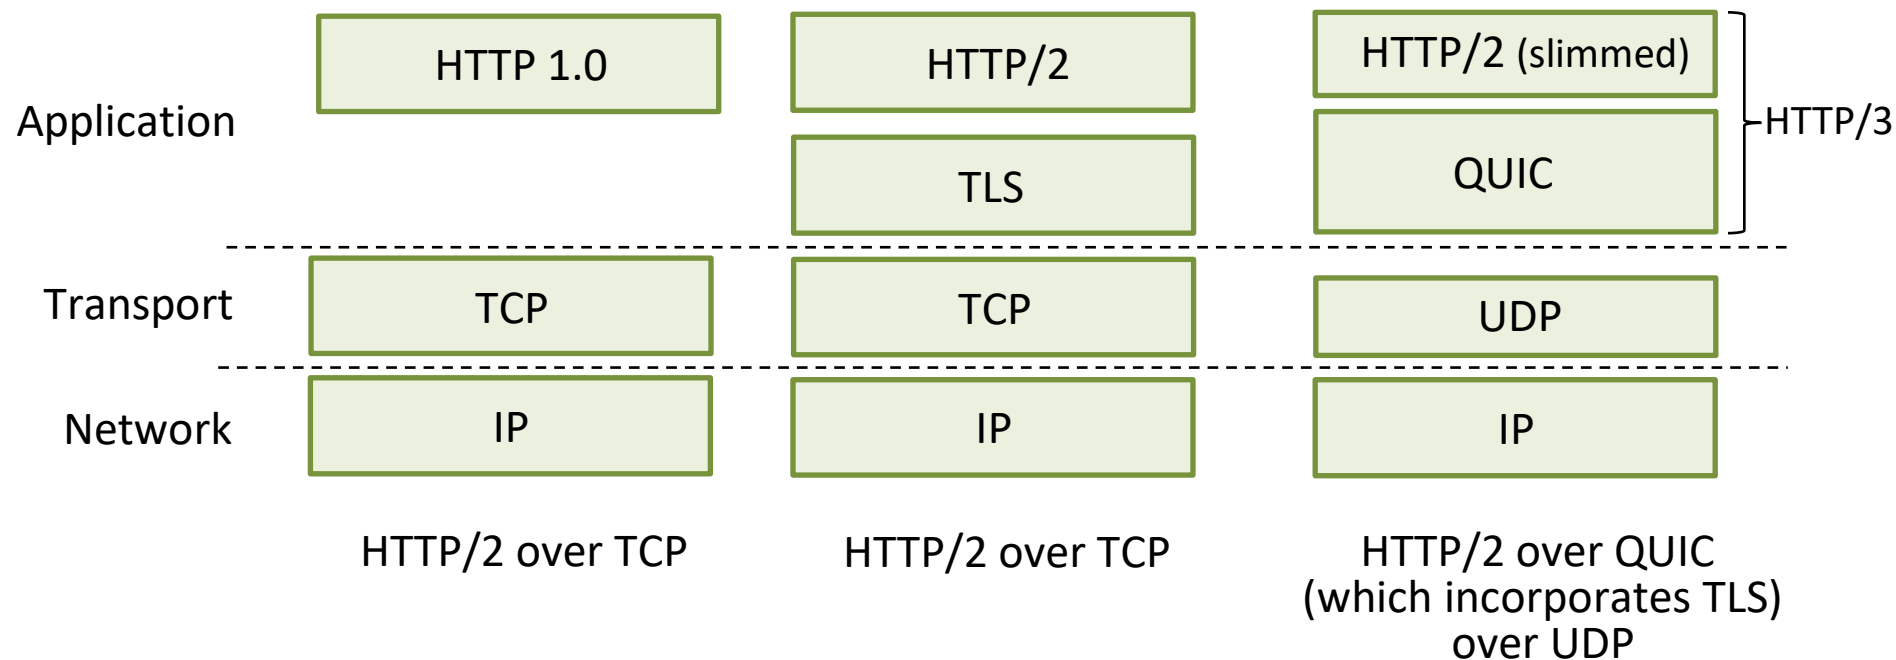 Application
HTTP 1.0
HTTP/2
HTTP/2 (slimmed)
TLS
QUIC
HTTP/3
Transport
TCP
TCP
UDP
Network
IP
IP
IP
HTTP/2 over TCP
HTTP/2 over TCP
HTTP/2 over QUIC
(which incorporates TLS)
over UDP